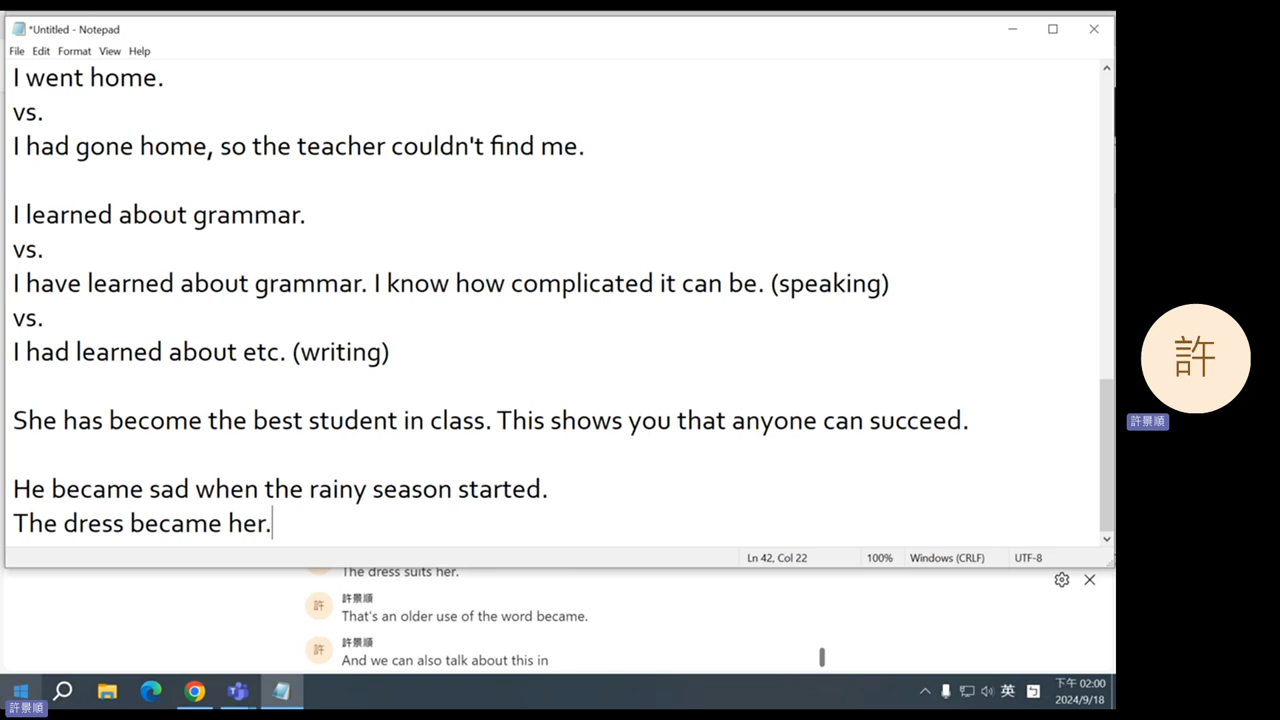 *Untitled - Notepad
File Edit Format View Help
I went home.
vs.
I had gone home, so the teacher couldn't find me.
I learned about grammar.
vs.
I have learned about grammar. I know how complicated it can be. (speaking)
vs.
I had learned about etc. (writing)
She has become the best student in class. This shows you that anyone can succeed.
He became sad when the rainy season started.
The dress became her.
Ln 42, Col 22 100% Windows (CRLF) UTF-8
The dress suits her.
許 許景順
That's an older use of the word became.
許 許景順
And we can also talk about this in
許
許景順
英 ㄅ 下午 02:00
2024/9/18
許景順